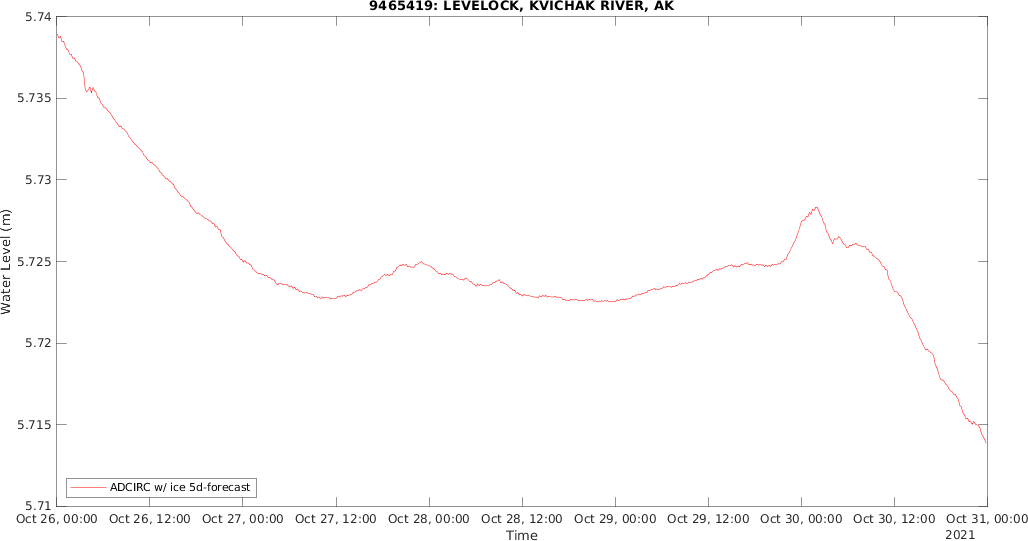 9465419: LEVELOCK, KVICHAK RIVER, AK
5.74
5.735
5.73
5.725
5.72
5.715
5.71
Water Level (m)
ADCIRC w/ ice 5d-forecast
Oct 26, 00:00 Oct 26, 12:00 Oct 27, 00:00 Oct 27, 12:00 Oct 28, 00:00 Oct 28, 12:00 Oct 29, 00:00 Oct 29, 12:00 Oct 30, 00:00 Oct 30, 12:00 Oct 31, 00:00
2021
Time